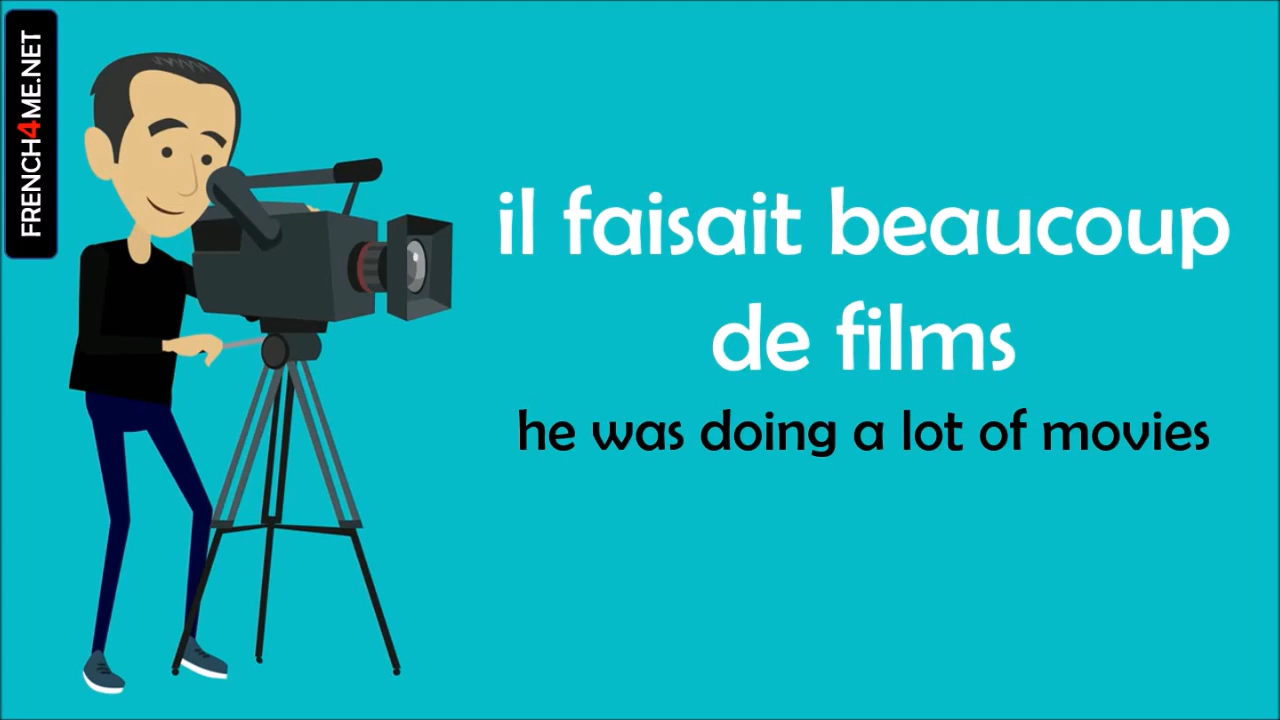 FRENCH4ME.NET
il faisait beaucoup
de films
he was doing a lot of movies